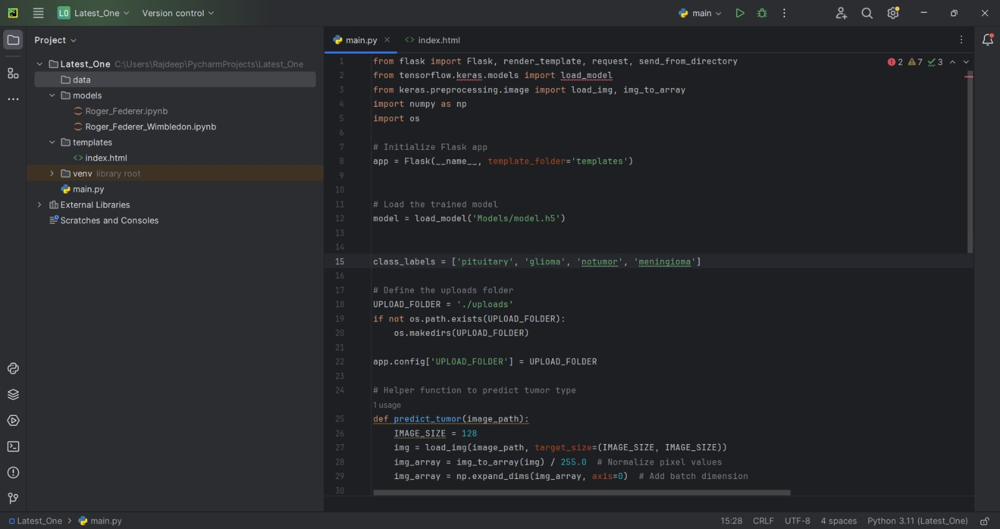 PC
LO Latest_One Version control main
Project
main.py index.html
Latest_One C:\Users\Rajdeep\PycharmProjects\Latest_One
data
models
Roger_Federer.ipynb
Roger_Federer_Wimbledon.ipynb
templates
index.html
venv library root
main.py
External Libraries
Scratches and Consoles
2 7 3
1 from flask import Flask, render_template, request, send_from_directory
2 from tensorflow.keras.models import load_model
3 from keras.preprocessing.image import load_img, img_to_array
4 import numpy as np
5 import os
6
7 # Initialize Flask app
8 app = Flask(__name__, template_folder='templates')
9
10
11 # Load the trained model
12 model = load_model('Models/model.h5')
13
14
15 class_labels = ['pituitary', 'glioma', 'notumor', 'meningioma']
16
17 # Define the uploads folder
18 UPLOAD_FOLDER = './uploads'
19 if not os.path.exists(UPLOAD_FOLDER):
20 os.makedirs(UPLOAD_FOLDER)
21
22 app.config['UPLOAD_FOLDER'] = UPLOAD_FOLDER
23
24 # Helper function to predict tumor type
1 usage
25 def predict_tumor(image_path):
26 IMAGE_SIZE = 128
27 img = load_img(image_path, target_size=(IMAGE_SIZE, IMAGE_SIZE))
28 img_array = img_to_array(img) / 255.0 # Normalize pixel values
29 img_array = np.expand_dims(img_array, axis=0) # Add batch dimension
30
Latest_One > main.py
15:28 CRLF UTF-8 4 spaces Python 3.11 (Latest_One)